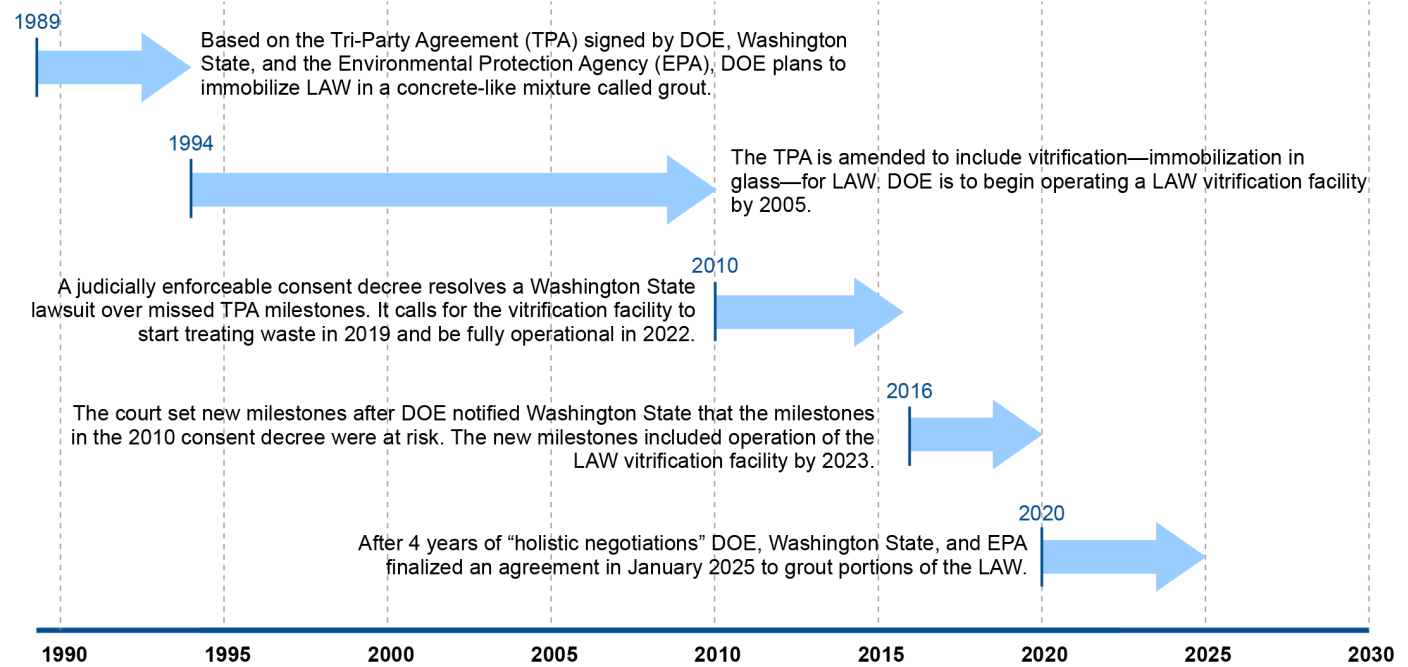 1989
Based on the Tri-Party Agreement (TPA) signed by DOE, Washington
State, and the Environmental Protection Agency (EPA), DOE plans to
immobilize LAW in a concrete-like mixture called grout.
1994
The TPA is amended to include vitrification—immobilization in
glass—for LAW. DOE is to begin operating a LAW vitrification facility
by 2005.
2010
A judicially enforceable consent decree resolves a Washington State
lawsuit over missed TPA milestones. It calls for the vitrification facility to
start treating waste in 2019 and be fully operational in 2022.
2016
The court set new milestones after DOE notified Washington State that the milestones
in the 2010 consent decree were at risk. The new milestones included operation of the
LAW vitrification facility by 2023.
2020
After 4 years of “holistic negotiations” DOE, Washington State, and EPA
finalized an agreement in January 2025 to grout portions of the LAW.
1990 1995 2000 2005 2010 2015 2020 2025 2030